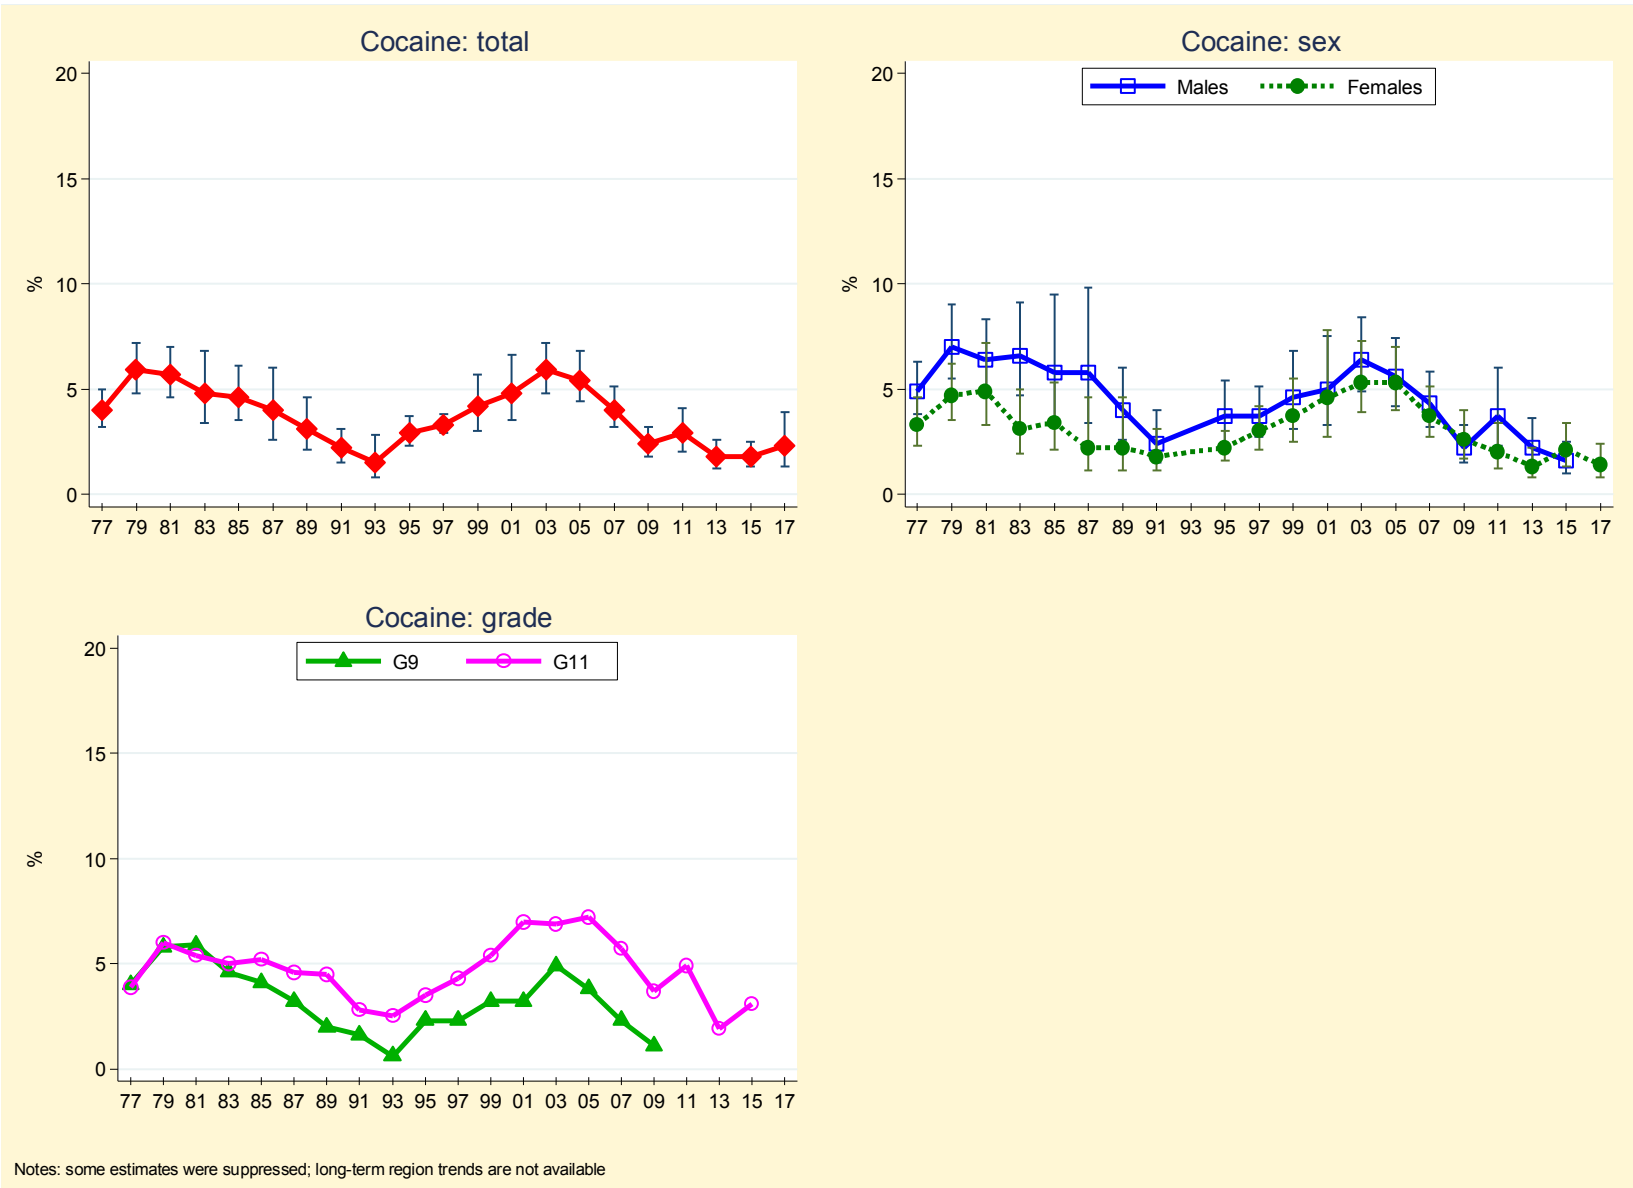 Cocaine: total
20
15
10
5
0
%
77 79 81 83 85 87 89 91 93 95 97 99 01 03 05 07 09 11 13 15 17
Cocaine: sex
Males Females
20
15
10
5
0
%
77 79 81 83 85 87 89 91 93 95 97 99 01 03 05 07 09 11 13 15 17
Cocaine: grade
G9 G11
20
15
10
5
0
%
77 79 81 83 85 87 89 91 93 95 97 99 01 03 05 07 09 11 13 15 17
Notes: some estimates were suppressed; long-term region trends are not available